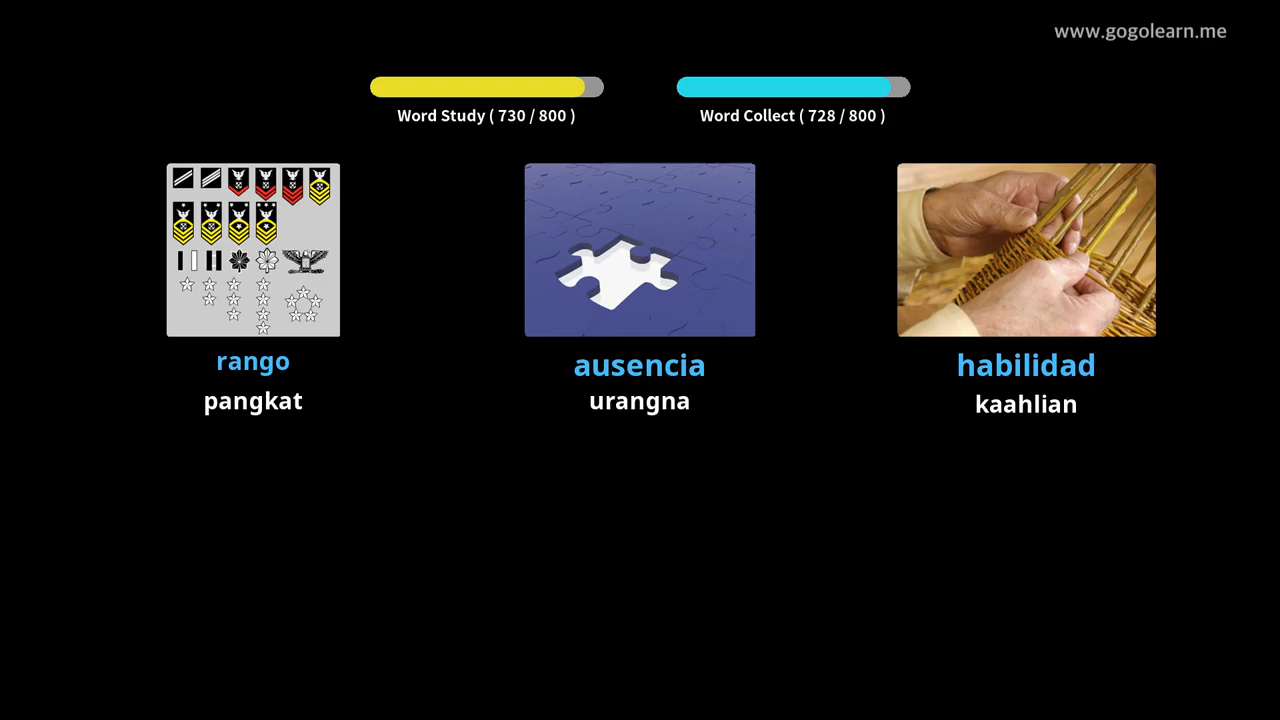 www.gogolearn.me
Word Study ( 730 / 800 )
Word Collect ( 728 / 800 )
rango
pangkat
ausencia
urangna
habilidad
kaahlian